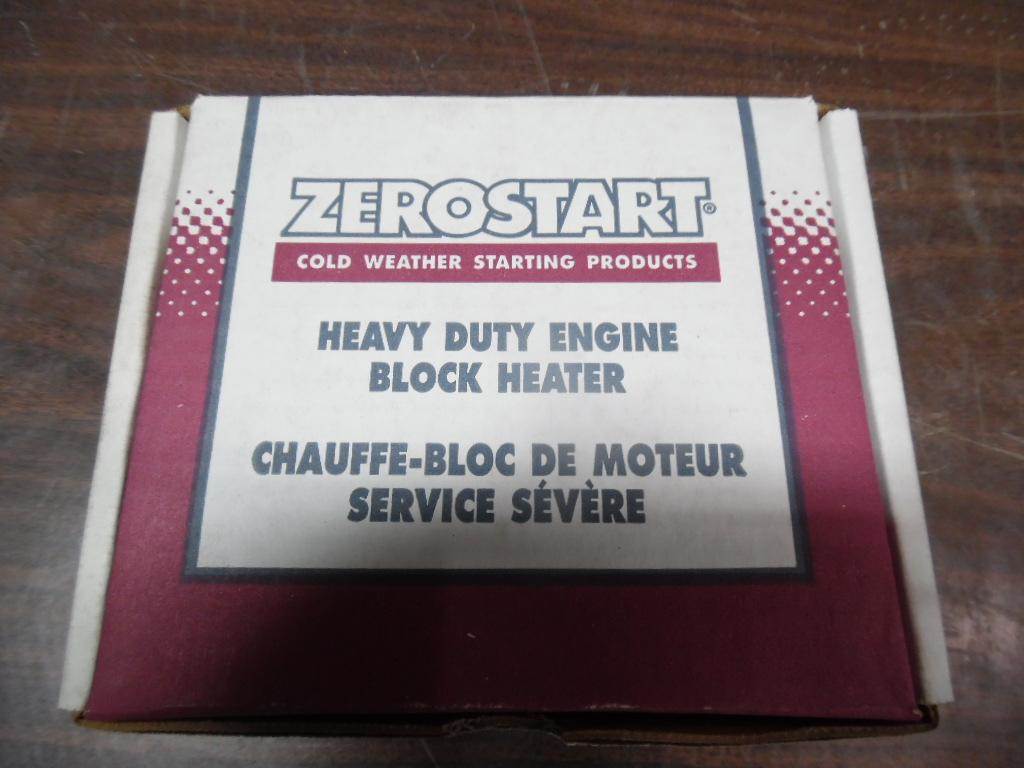 ZEROSTART®
COLD WEATHER STARTING PRODUCTS
HEAVY DUTY ENGINE
BLOCK HEATER
CHAUFFE-BLOC DE MOTEUR
SERVICE SÉVÈRE